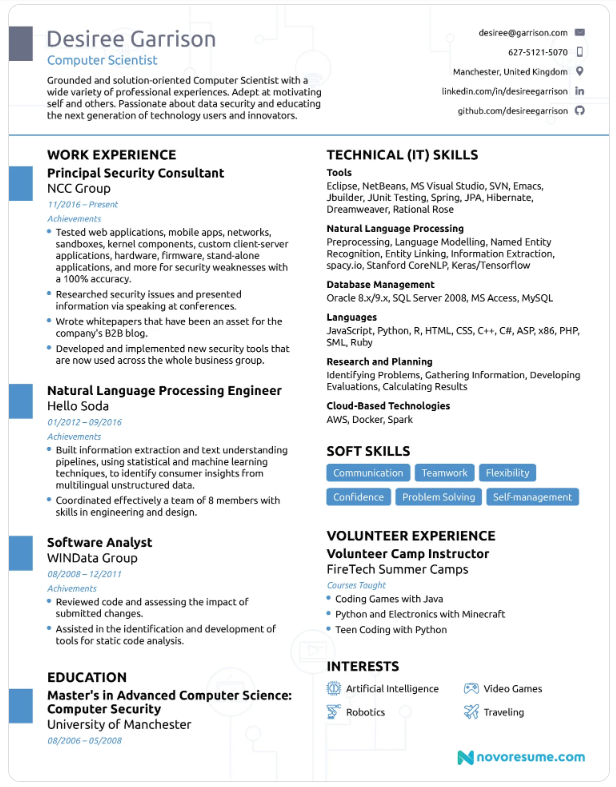 Desiree Garrison
Computer Scientist
Grounded and solution-oriented Computer Scientist with a
wide variety of professional experiences. Adept at motivating
self and others. Passionate about data security and educating
the next generation of technology users and innovators.
desiree@garrison.com
627-5121-5070
Manchester, United Kingdom
linkedin.com/in/desireegarrison
in
github.com/desireegarrison
WORK EXPERIENCE
Principal Security Consultant
NCC Group
11/2016 – Present
Achievements
• Tested web applications, mobile apps, networks,
sandboxes, kernel components, custom client-server
applications, hardware, firmware, stand-alone
applications, and more for security weaknesses with
a 100% accuracy.
• Researched security issues and presented
information via speaking at conferences.
• Wrote whitepapers that have been an asset for the
company's B2B blog.
• Developed and implemented new security tools that
are now used across the whole business group.
Natural Language Processing Engineer
Hello Soda
01/2012 – 09/2016
Achievements
• Built information extraction and text understanding
pipelines, using statistical and machine learning
techniques, to identify consumer insights from
multilingual unstructured data.
• Coordinated effectively a team of 8 members with
skills in engineering and design.
Software Analyst
WINData Group
08/2008 – 12/2011
Achivements
• Reviewed code and assessing the impact of
submitted changes.
• Assisted in the identification and development of
tools for static code analysis.
EDUCATION
Master's in Advanced Computer Science:
Computer Security
University of Manchester
08/2006 – 05/2008
TECHNICAL (IT) SKILLS
Tools
Eclipse, NetBeans, MS Visual Studio, SVN, Emacs,
Jbuilder, JUnit Testing, Spring, JPA, Hibernate,
Dreamweaver, Rational Rose
Natural Language Processing
Preprocessing, Language Modelling, Named Entity
Recognition, Entity Linking, Information Extraction,
spacy.io, Stanford CoreNLP, Keras/Tensorflow
Database Management
Oracle 8.x/9.x, SQL Server 2008, MS Access, MySQL
Languages
JavaScript, Python, R, HTML, CSS, C++, C#, ASP, x86, PHP,
SML, Ruby
Research and Planning
Identifying Problems, Gathering Information, Developing
Evaluations, Calculating Results
Cloud-Based Technologies
AWS, Docker, Spark
SOFT SKILLS
Communication Teamwork Flexibility
Confidence Problem Solving Self-management
VOLUNTEER EXPERIENCE
Volunteer Camp Instructor
FireTech Summer Camps
Courses Taught
• Coding Games with Java
• Python and Electronics with Minecraft
• Teen Coding with Python
INTERESTS
Artificial Intelligence Video Games
Robotics Traveling
novoresume.com